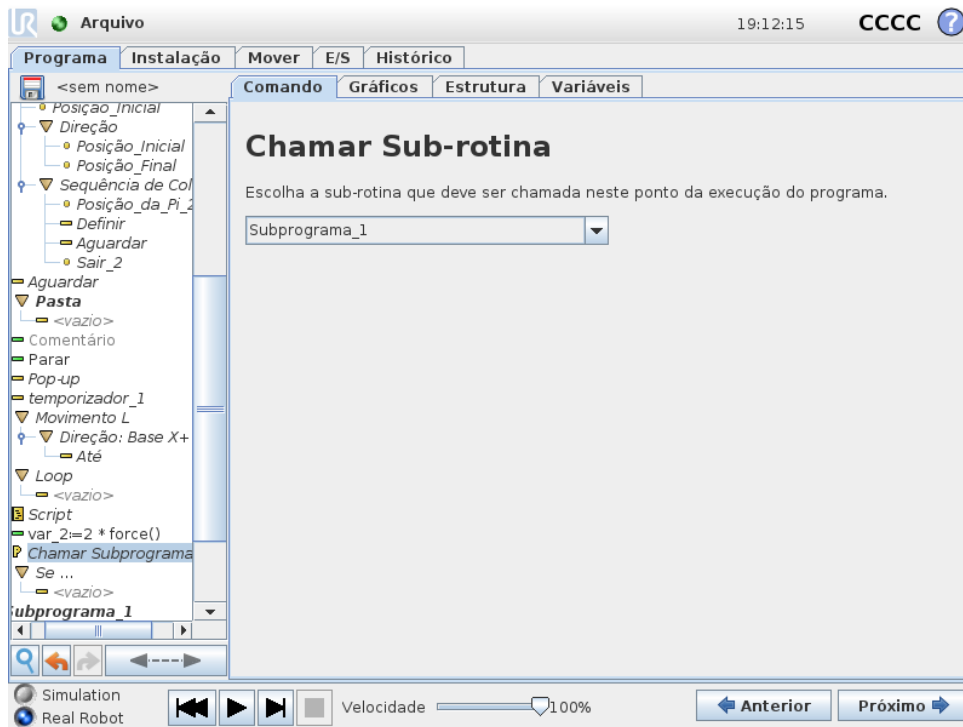 UR Arquivo 19:12:15 CCCC ?
Programa Instalação Mover E/S Histórico
<sem nome>
Comando Gráficos Estrutura Variáveis
Posição_Inicial
Direção
Posição_Inicial
Posição_Final
Sequência de Col
Posição_da_Pi_2
Definir
Aguardar
Sair_2
Aguardar
Pasta
<vazio>
Comentário
Parar
Pop-up
temporizador_1
Movimento L
Direção: Base X+
Até
Loop
<vazio>
Script
var_2:=2 * force()
P Chamar Subprograma
Se ...
<vazio>
ubprograma_1
Chamar Sub-rotina
Escolha a sub-rotina que deve ser chamada neste ponto da execução do programa.
Subprograma_1
Simulation
Real Robot
Velocidade 100%
Anterior Próximo